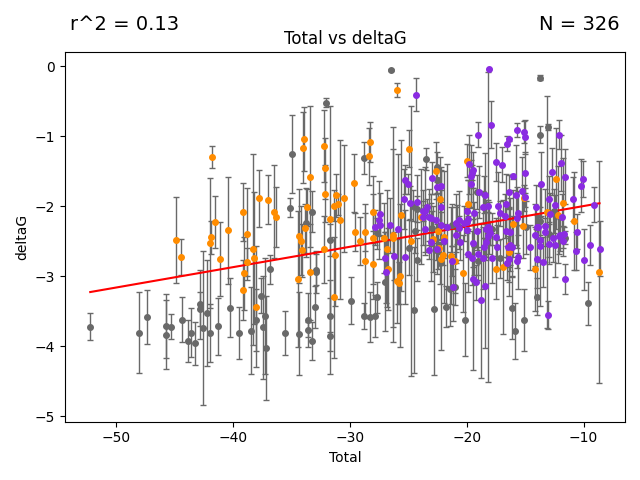 r^2 = 0.13
N = 326
Total vs deltaG
0
−1
−2
−3
−4
−5
deltaG
−50
−40
−30
−20
−10
Total